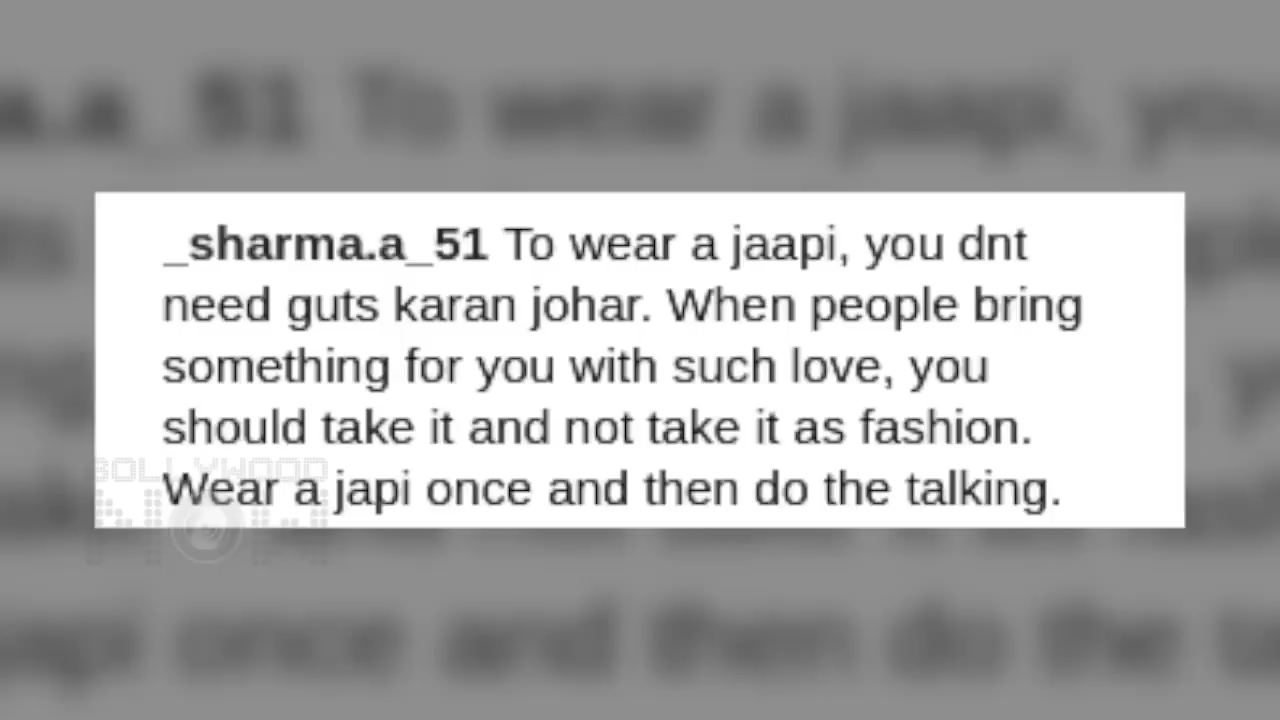 _sharma.a_51 To wear a jaapi, you dnt
need guts karan johar. When people bring
something for you with such love, you
should take it and not take it as fashion.
Wear a japi once and then do the talking.
BOLLYWOOD
NOW